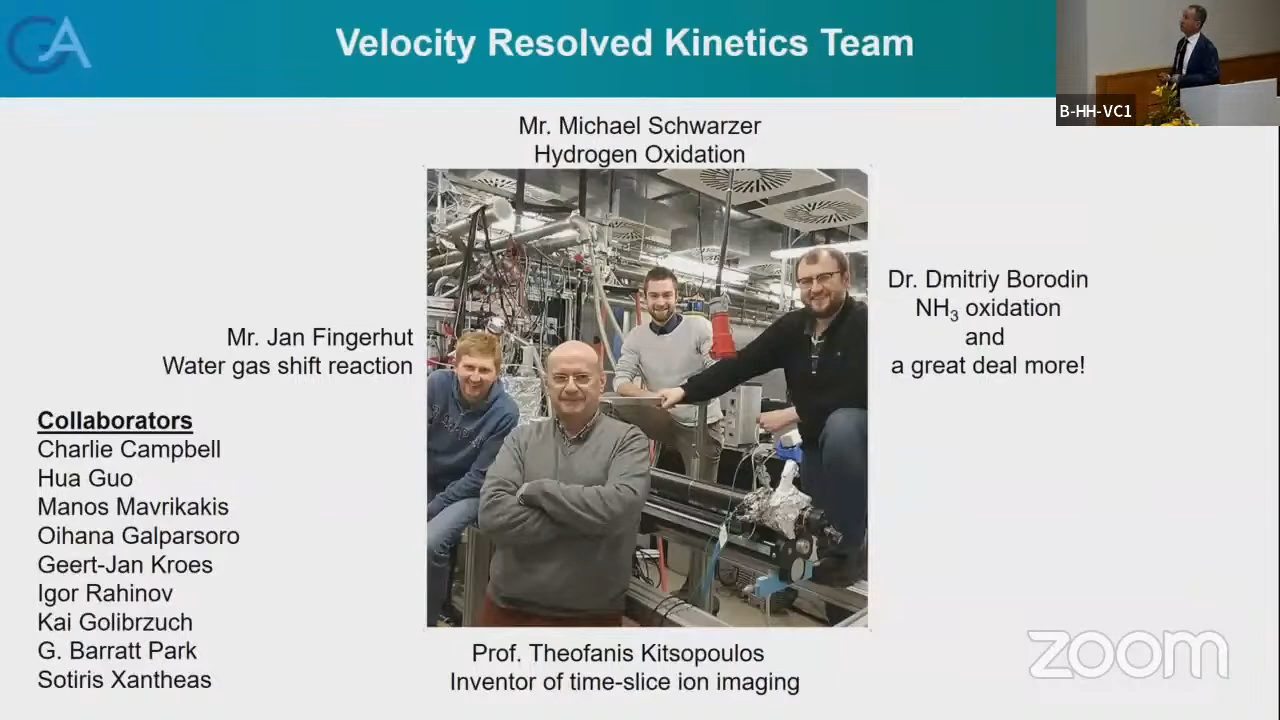 GA
Velocity Resolved Kinetics Team
B-HH-VC1
Mr. Michael Schwarzer
Hydrogen Oxidation
Dr. Dmitriy Borodin
NH₃ oxidation
and
a great deal more!
Mr. Jan Fingerhut
Water gas shift reaction
Collaborators
Charlie Campbell
Hua Guo
Manos Mavrikakis
Oihana Galparsoro
Geert-Jan Kroes
Igor Rahinov
Kai Golibrzuch
G. Barratt Park
Sotiris Xantheas
Prof. Theofanis Kitsopoulos
Inventor of time-slice ion imaging
zoom